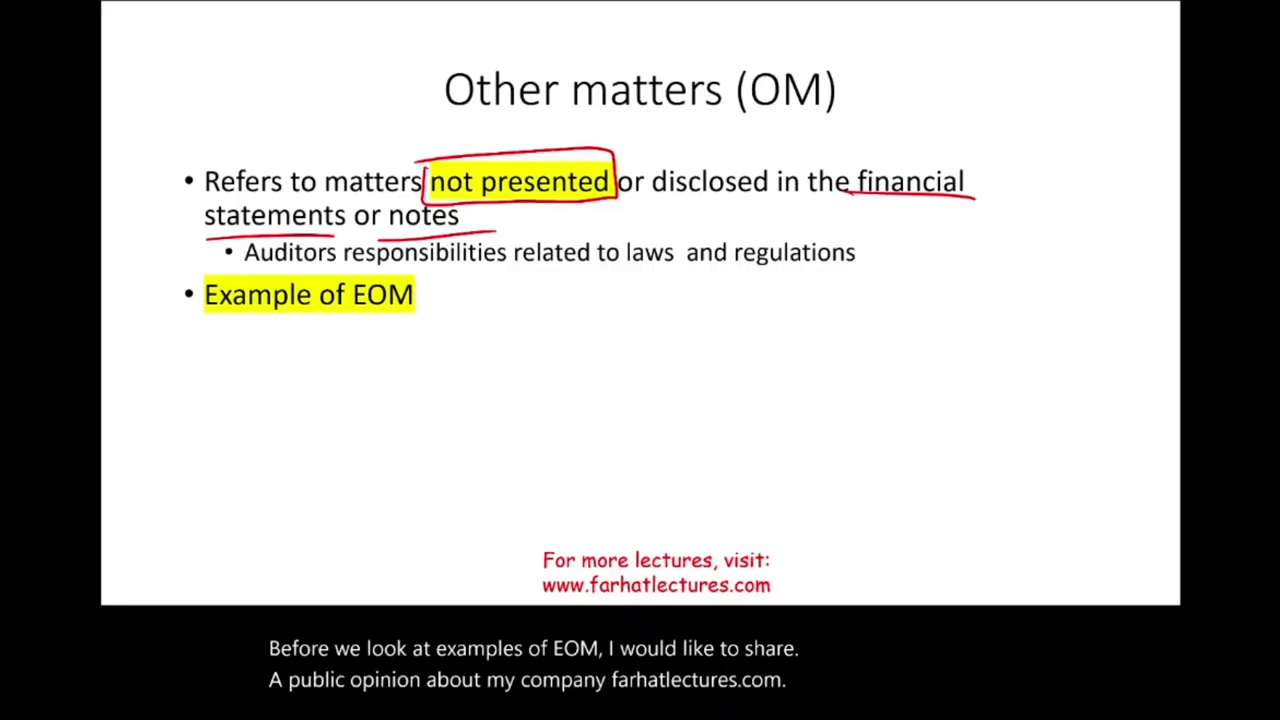 Other matters (OM)
• Refers to matters not presented or disclosed in the financial
statements or notes
• Auditors responsibilities related to laws and regulations
• Example of EOM
For more lectures, visit:
www.farhatlectures.com
Before we look at examples of EOM, I would like to share.
A public opinion about my company farhatlectures.com.